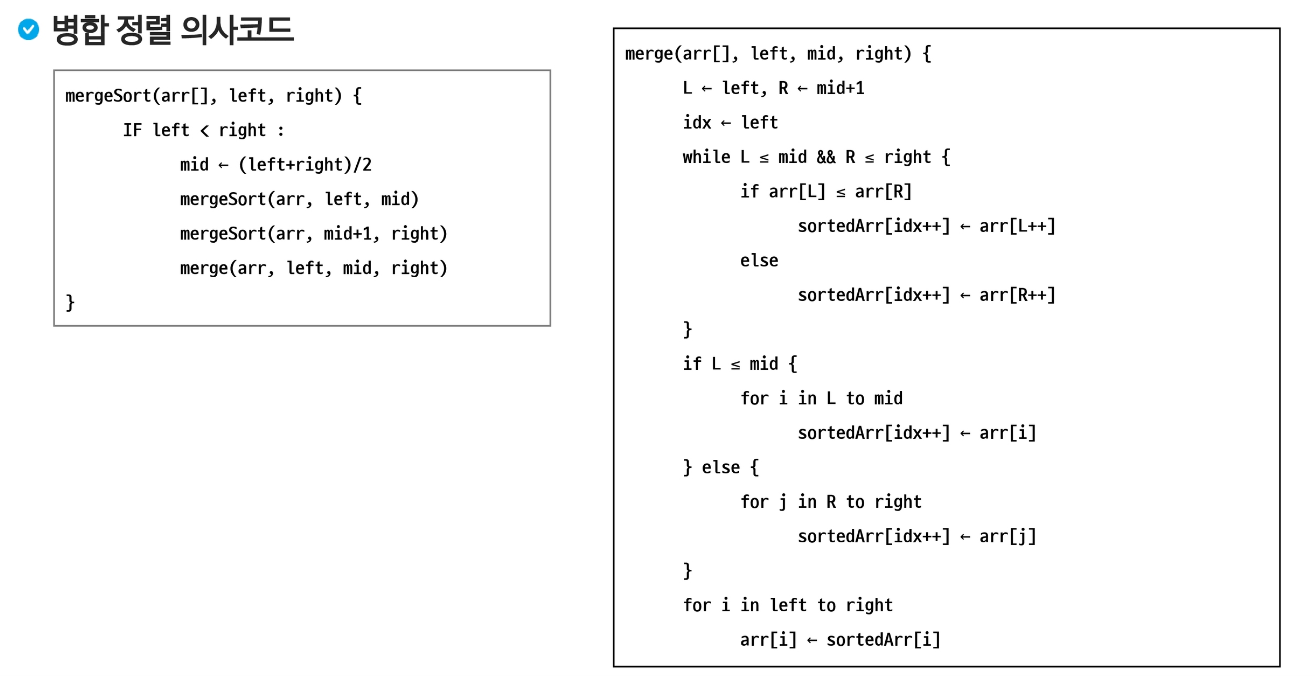 병합 정렬 의사코드
mergeSort(arr[], left, right) {
IF left < right :
mid ← (left+right)/2
mergeSort(arr, left, mid)
mergeSort(arr, mid+1, right)
merge(arr, left, mid, right)
}
merge(arr[], left, mid, right) {
L ← left, R ← mid+1
idx ← left
while L ≤ mid && R ≤ right {
if arr[L] ≤ arr[R]
sortedArr[idx++] ← arr[L++]
else
sortedArr[idx++] ← arr[R++]
}
if L ≤ mid {
for i in L to mid
sortedArr[idx++] ← arr[i]
} else {
for j in R to right
sortedArr[idx++] ← arr[j]
}
for i in left to right
arr[i] ← sortedArr[i]